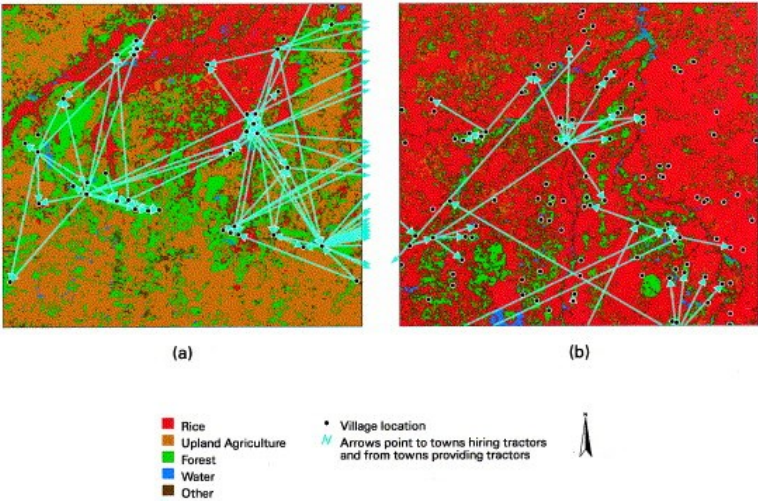 (a)
(b)
Rice
Upland Agriculture
Forest
Water
Other
Village location
Arrows point to towns hiring tractors
and from towns providing tractors